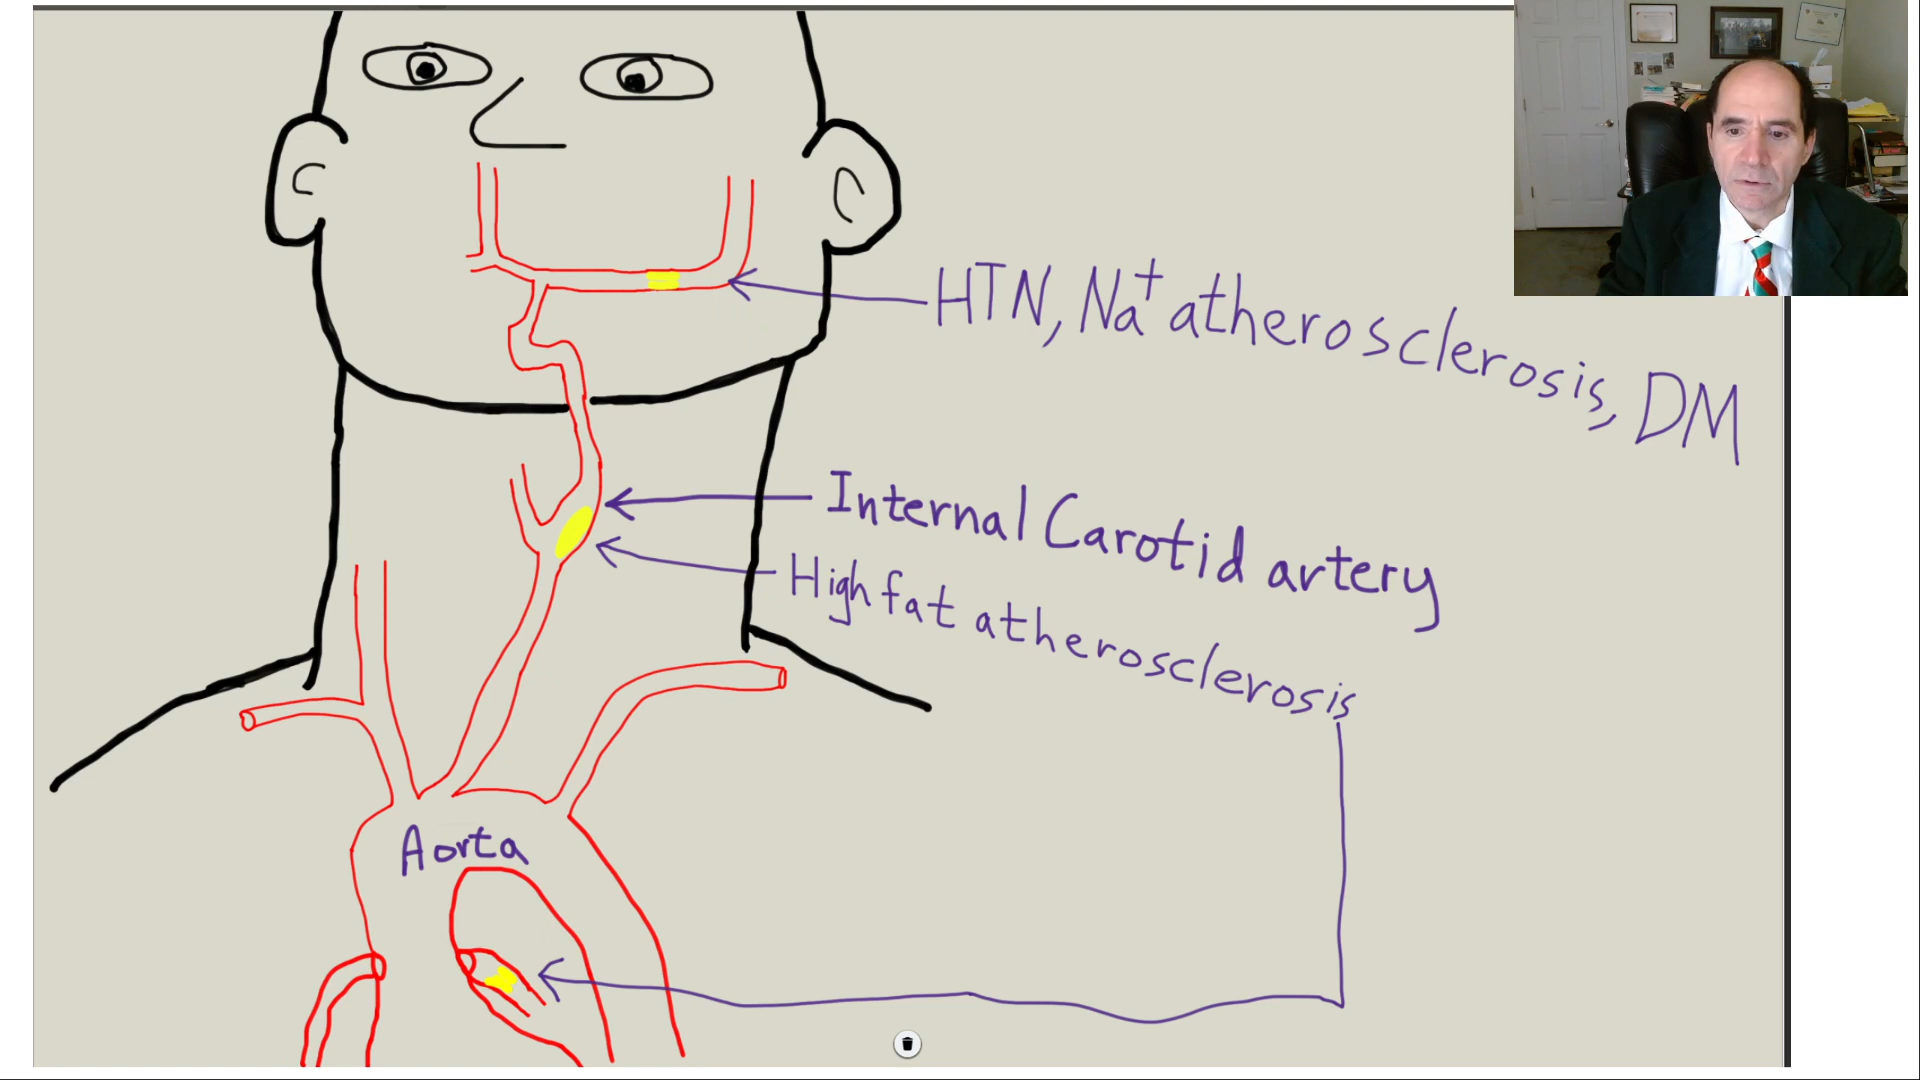 HTN, Na+ atherosclerosis, DM
Internal Carotid artery
High fat atherosclerosis
Aorta